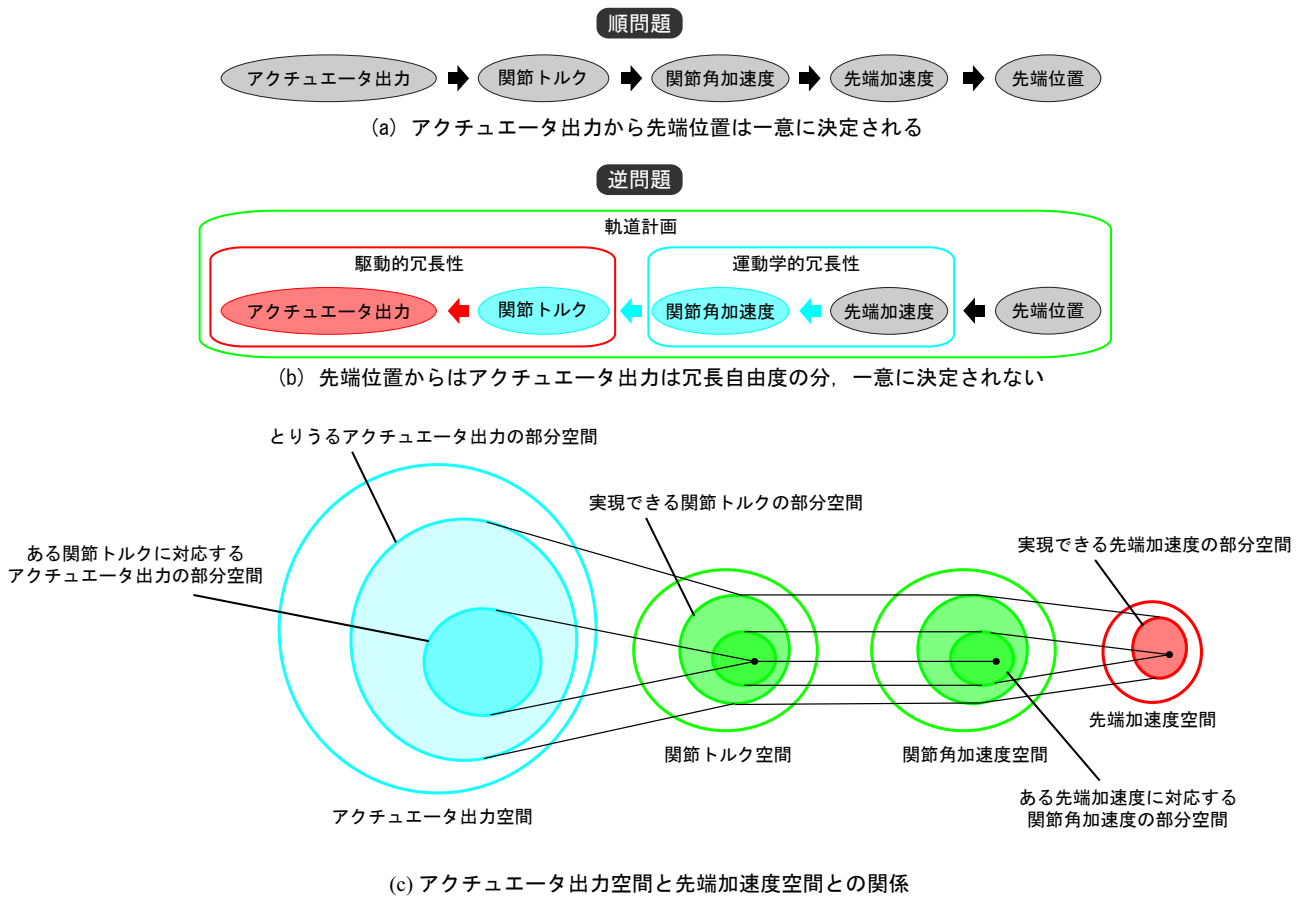 順問題
アクチュエータ出力 関節トルク 関節角加速度 先端加速度 先端位置
(a) アクチュエータ出力から先端位置は一意に決定される
逆問題
軌道計画
駆動的冗長性 運動学的冗長性
アクチュエータ出力 関節トルク 関節角加速度 先端加速度 先端位置
(b) 先端位置からはアクチュエータ出力は冗長自由度の分，一意に決定されない
とりうるアクチュエータ出力の部分空間
実現できる関節トルクの部分空間
ある関節トルクに対応する
アクチュエータ出力の部分空間
実現できる先端加速度の部分空間
先端加速度空間
関節トルク空間 関節角加速度空間
アクチュエータ出力空間
ある先端加速度に対応する
関節角加速度の部分空間
(c) アクチュエータ出力空間と先端加速度空間との関係